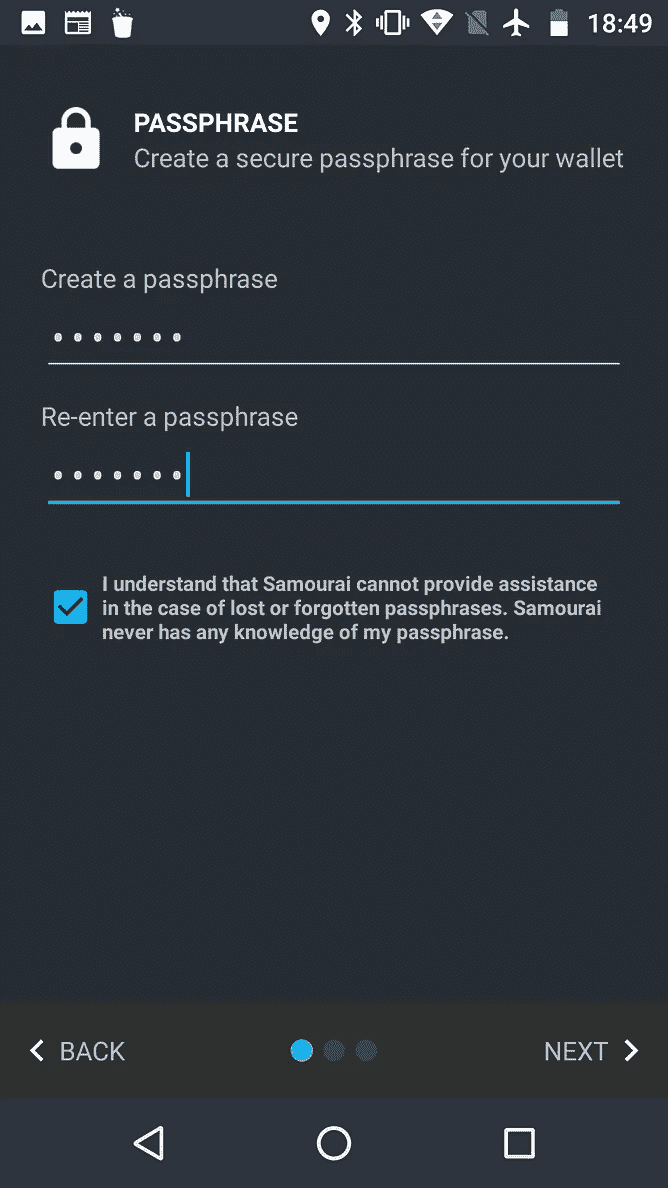 18:49
PASSPHRASE
Create a secure passphrase for your wallet
Create a passphrase
Re-enter a passphrase
I understand that Samourai cannot provide assistance
in the case of lost or forgotten passphrases. Samourai
never has any knowledge of my passphrase.
BACK
NEXT